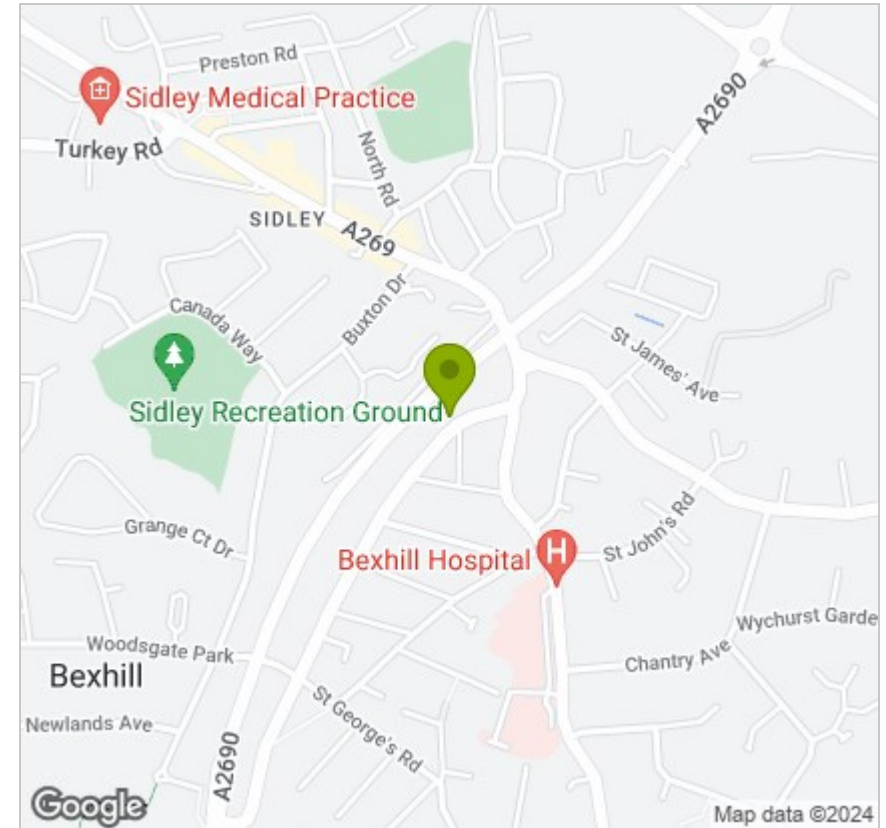 Preston Rd
A2690
Sidley Medical Practice
Turkey Rd
North Rd
SIDLEY
A269
Canada Way
Buxton Dr
St James' Ave
Sidley Recreation Ground
Grange Ct Dr
St John's Rd
Bexhill Hospital
H
Wychurst Garde
Woodsgate Park
Chantry Ave
Bexhill
St George's Rd
Newlands Ave
A2690
Google
Map data ©2024